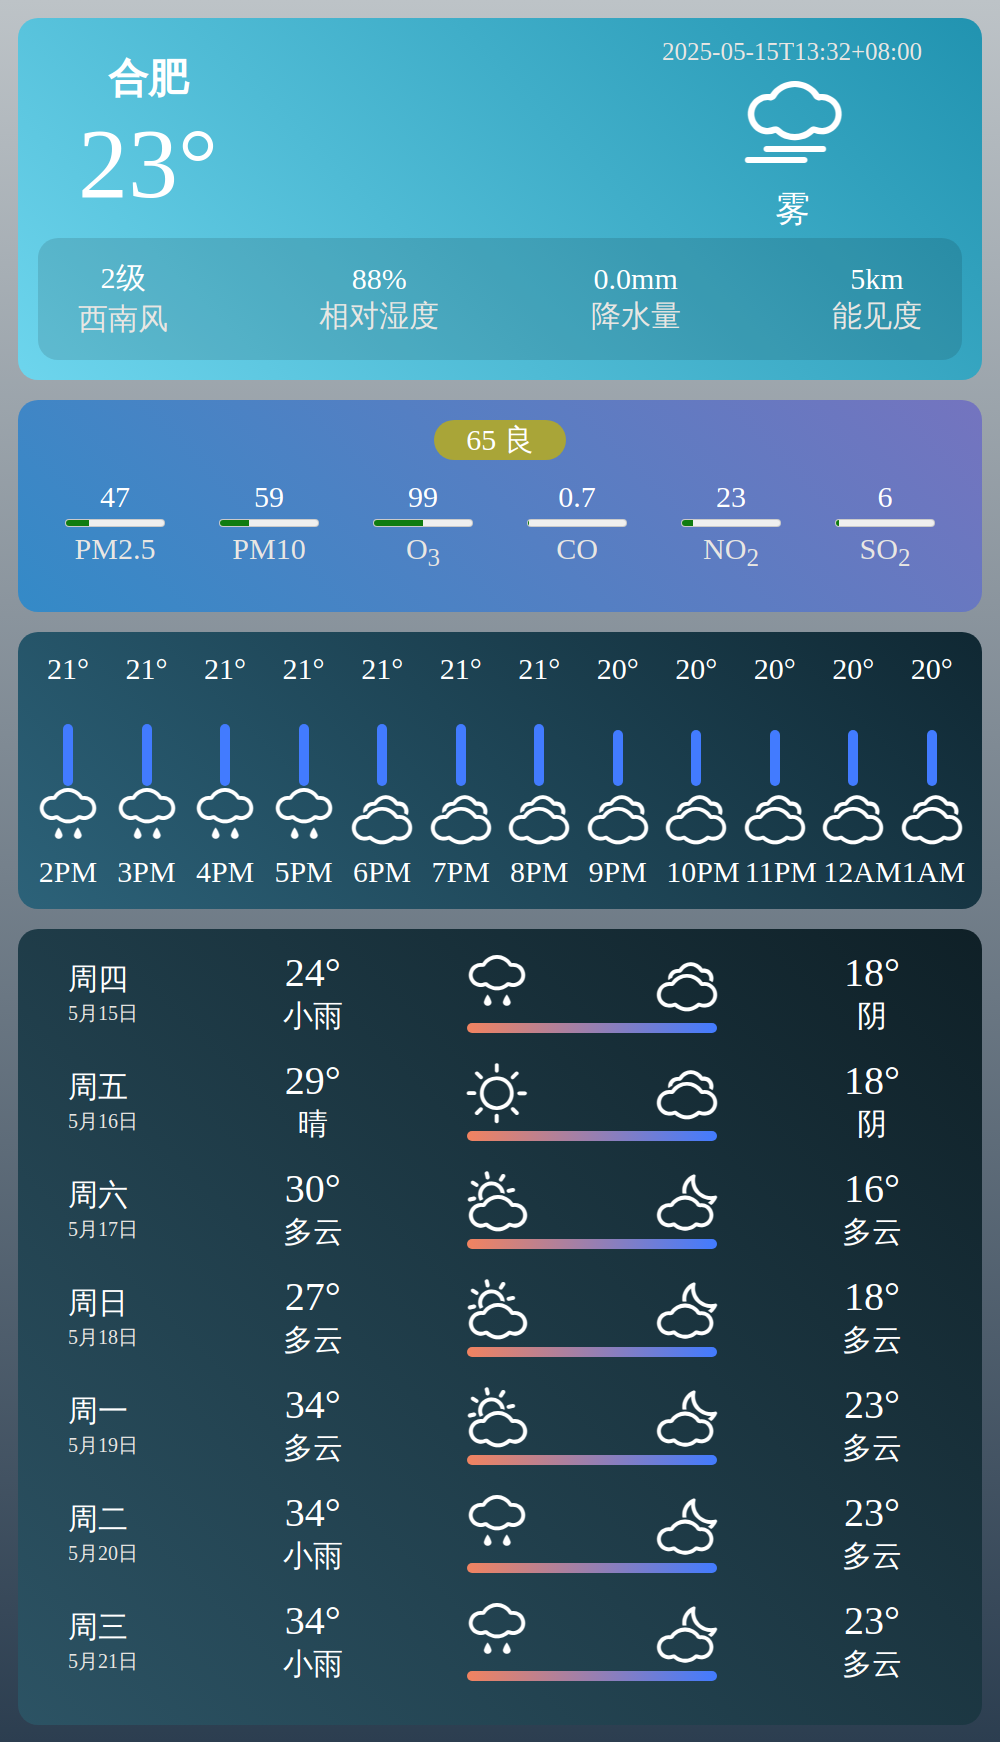 2025-05-15T13:32+08:00
合肥
23°
雾
2级 88% 0.0mm 5km
西南风 相对湿度 降水量 能见度
65 良
47 59 99 0.7 23 6
PM2.5 PM10 O3 CO NO2 SO2
21° 21° 21° 21° 21° 21° 21° 20° 20° 20° 20° 20°
2PM 3PM 4PM 5PM 6PM 7PM 8PM 9PM 10PM 11PM 12AM 1AM
周四 24° 18°
5月15日 小雨 阴
周五 29° 18°
5月16日 晴 阴
周六 30° 16°
5月17日 多云 多云
周日 27° 18°
5月18日 多云 多云
周一 34° 23°
5月19日 多云 多云
周二 34° 23°
5月20日 小雨 多云
周三 34° 23°
5月21日 小雨 多云